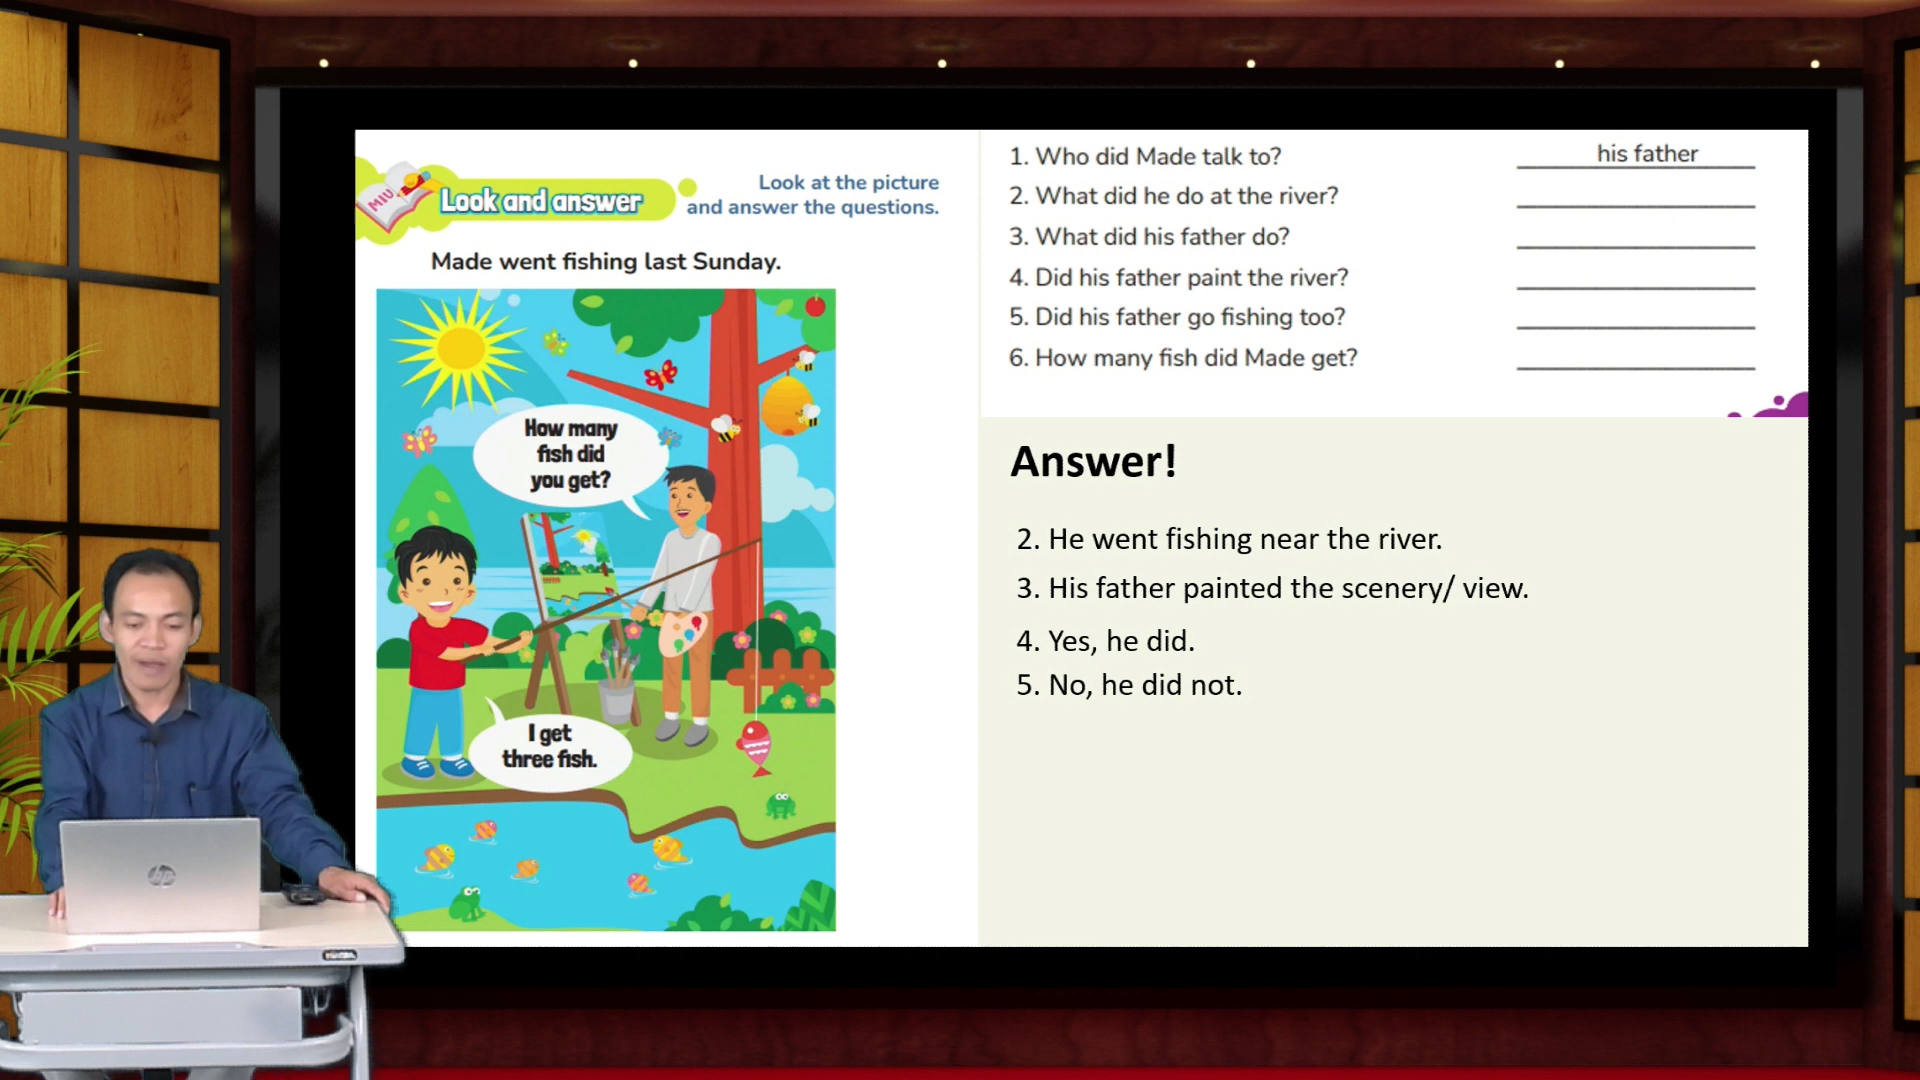 MIU
Look and answer
Look at the picture
and answer the questions.
Made went fishing last Sunday.
How many
fish did
you get?
I get
three fish.
1. Who did Made talk to? his father
2. What did he do at the river?
3. What did his father do?
4. Did his father paint the river?
5. Did his father go fishing too?
6. How many fish did Made get?
Answer!
2. He went fishing near the river.
3. His father painted the scenery/ view.
4. Yes, he did.
5. No, he did not.
hp